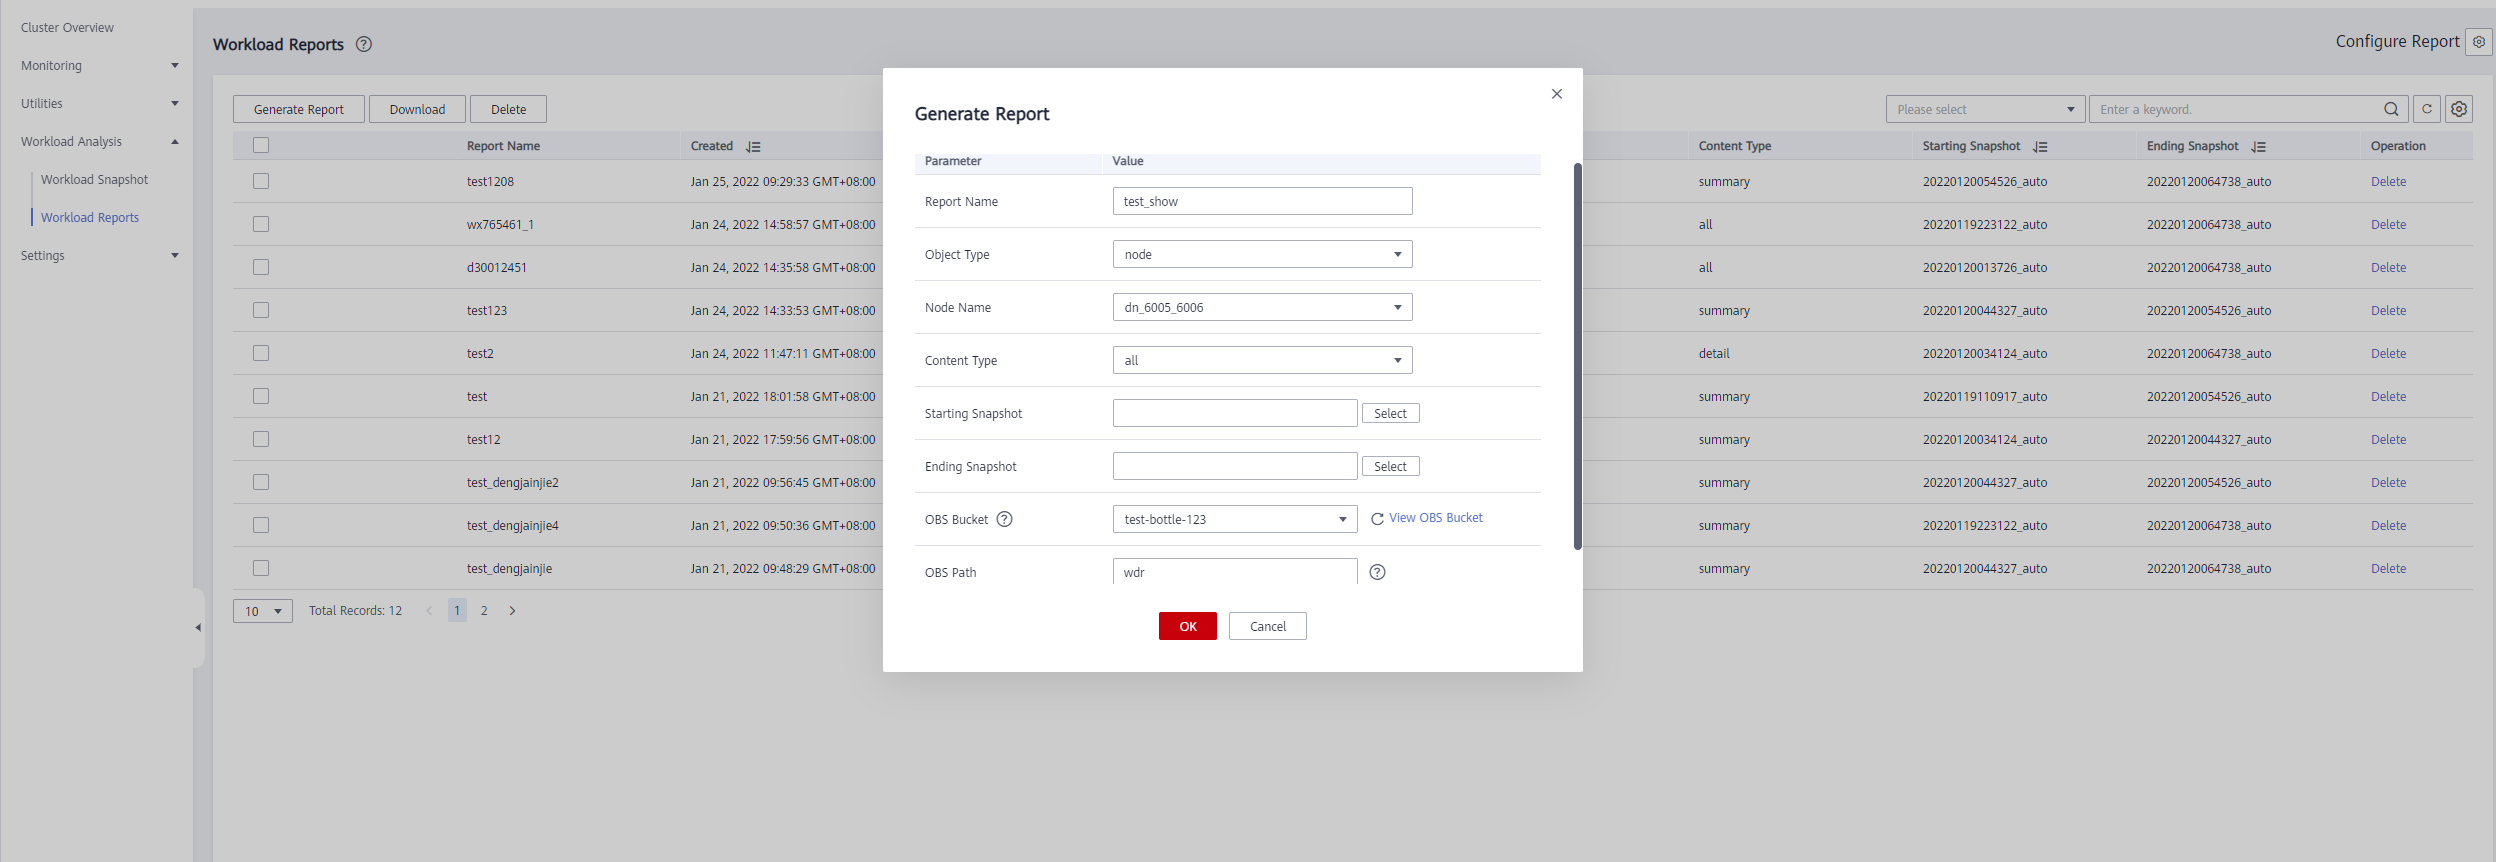 Cluster Overview
Monitoring
Utilities
Workload Analysis
Workload Snapshot
Workload Reports
Settings
Workload Reports
Configure Report
Generate Report Download Delete
Please select Enter a keyword.
Report Name Created Content Type Starting Snapshot Ending Snapshot Operation
test1208 Jan 25, 2022 09:29:33 GMT+08:00 summary 20220120054526_auto 20220120064738_auto Delete
wx765461_1 Jan 24, 2022 14:58:57 GMT+08:00 all 20220119223122_auto 20220120064738_auto Delete
d30012451 Jan 24, 2022 14:35:58 GMT+08:00 all 20220120013726_auto 20220120064738_auto Delete
test123 Jan 24, 2022 14:33:53 GMT+08:00 summary 20220120044327_auto 20220120054526_auto Delete
test2 Jan 24, 2022 11:47:11 GMT+08:00 detail 20220120034124_auto 20220120064738_auto Delete
test Jan 21, 2022 18:01:58 GMT+08:00 summary 20220119110917_auto 20220120054526_auto Delete
test12 Jan 21, 2022 17:59:56 GMT+08:00 summary 20220120034124_auto 20220120044327_auto Delete
test_dengjainjie2 Jan 21, 2022 09:56:45 GMT+08:00 summary 20220120044327_auto 20220120054526_auto Delete
test_dengjainjie4 Jan 21, 2022 09:50:36 GMT+08:00 summary 20220119223122_auto 20220120064738_auto Delete
test_dengjainjie Jan 21, 2022 09:48:29 GMT+08:00 summary 20220120044327_auto 20220120064738_auto Delete
10 Total Records: 12 < 1 2 >
Generate Report
Parameter Value
Report Name test_show
Object Type node
Node Name dn_6005_6006
Content Type all
Starting Snapshot Select
Ending Snapshot Select
OBS Bucket test-bottle-123 View OBS Bucket
OBS Path wdr
OK Cancel